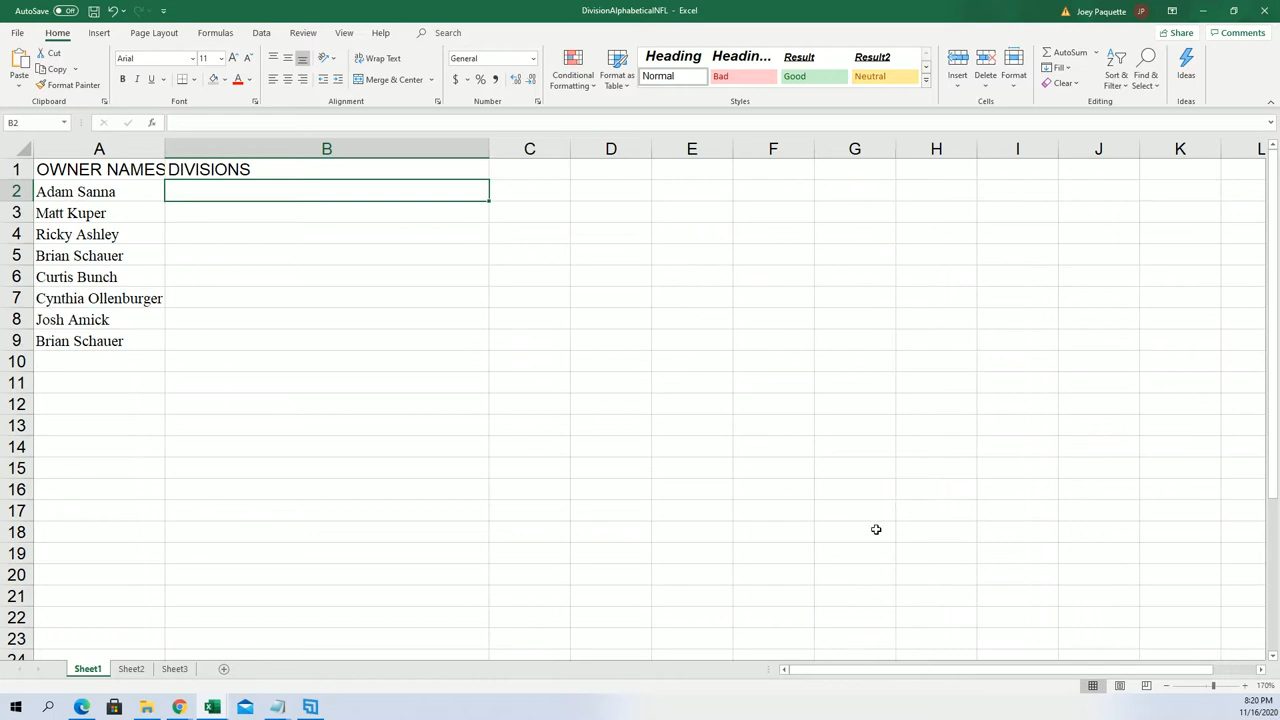 AutoSave Off DivisionAlphabeticalNFL - Excel Joey Paquette JP
File Home Insert Page Layout Formulas Data Review View Help Search Share Comments
Paste Cut Copy Format Painter Clipboard
Arial 11 A A B I U A Font
ab Wrap Text Merge & Center Alignment
General $ % , Number
Conditional Formatting Format as Table
Heading Headin... Result Result2
Normal Bad Good Neutral
Styles
Insert Delete Format Cells
AutoSum Fill Clear Sort & Filter Find & Select Editing
Ideas Ideas
B2 fx
A B C D E F G H I J K L
1 OWNER NAMES DIVISIONS
2 Adam Sanna
3 Matt Kuper
4 Ricky Ashley
5 Brian Schauer
6 Curtis Bunch
7 Cynthia Ollenburger
8 Josh Amick
9 Brian Schauer
10
11
12
13
14
15
16
17
18
19
20
21
22
23
24
Sheet1 Sheet2 Sheet3
170%
8:20 PM
11/16/2020